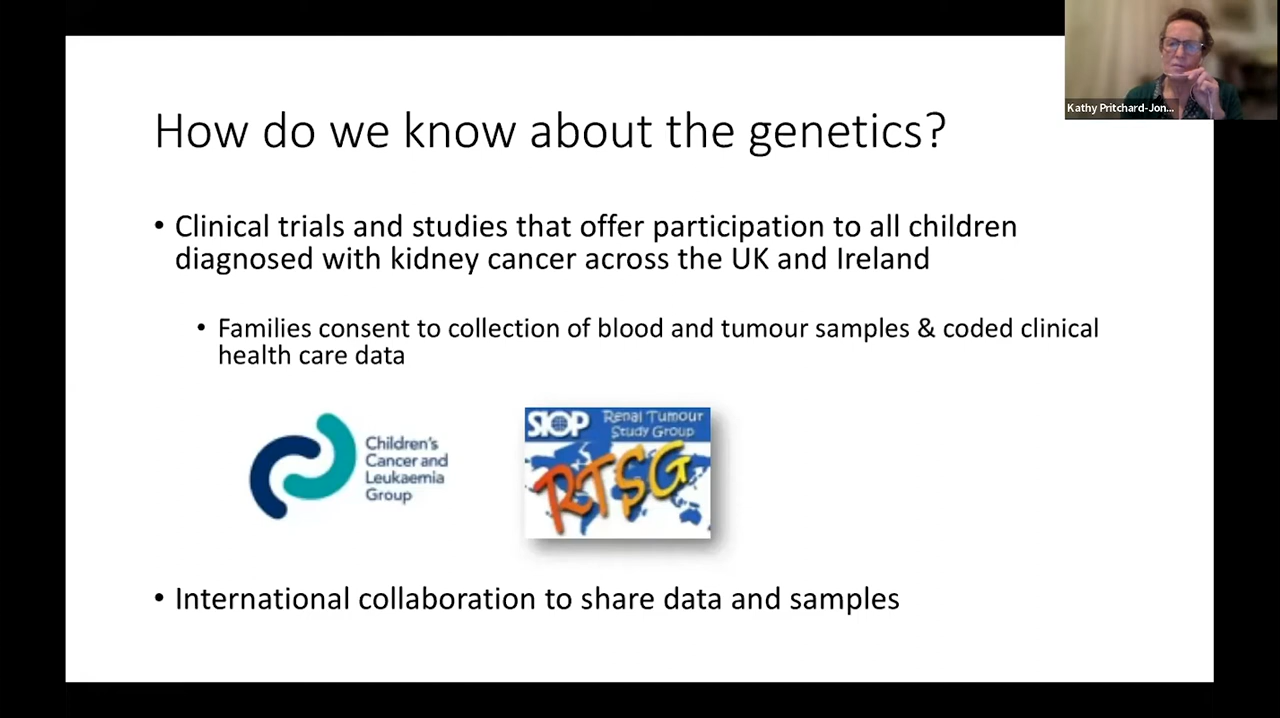 Kathy Pritchard-Jon...
How do we know about the genetics?
• Clinical trials and studies that offer participation to all children
diagnosed with kidney cancer across the UK and Ireland
• Families consent to collection of blood and tumour samples & coded clinical
health care data
Children's
Cancer and
Leukaemia
Group
SIOP Renal Tumour
Study Group
RTSG
• International collaboration to share data and samples